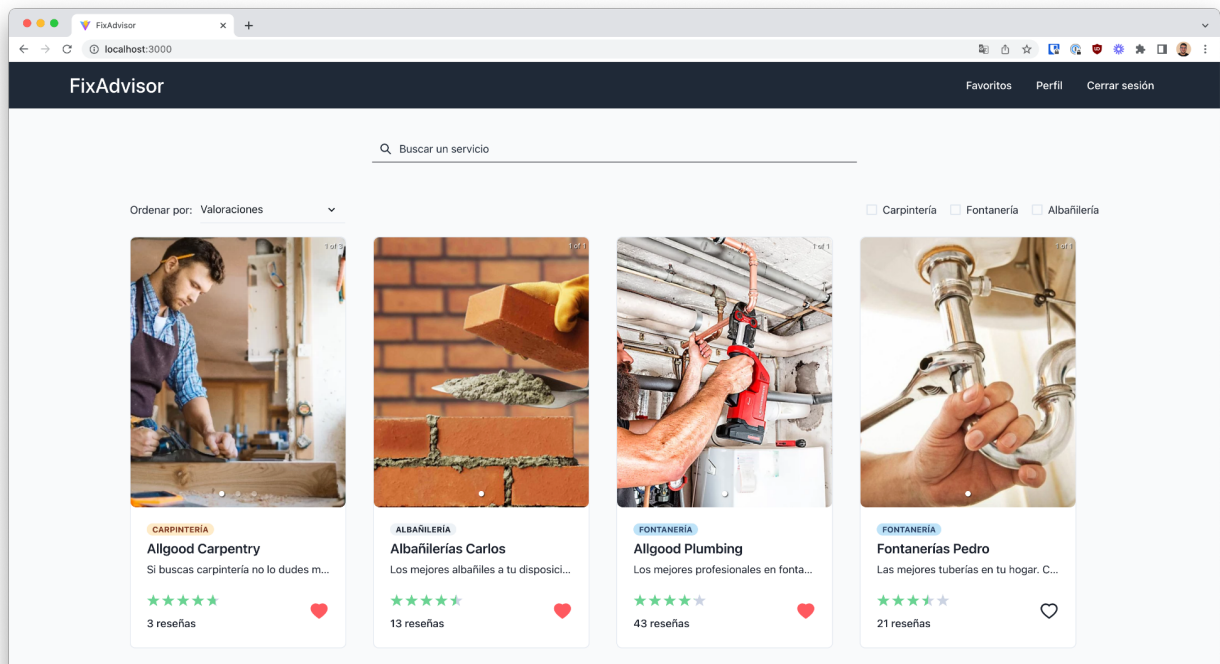 FixAdvisor
localhost:3000
FixAdvisor
Favoritos Perfil Cerrar sesión
Buscar un servicio
Ordenar por: Valoraciones
Carpintería Fontanería Albañilería
1 of 3
1 of 1
1 of 1
1 of 1
CARPINTERÍA
Allgood Carpentry
Si buscas carpintería no lo dudes m...
3 reseñas
ALBAÑILERÍA
Albañilerías Carlos
Los mejores albañiles a tu disposici...
13 reseñas
FONTANERÍA
Allgood Plumbing
Los mejores profesionales en fonta...
43 reseñas
FONTANERÍA
Fontanerías Pedro
Las mejores tuberías en tu hogar. C...
21 reseñas